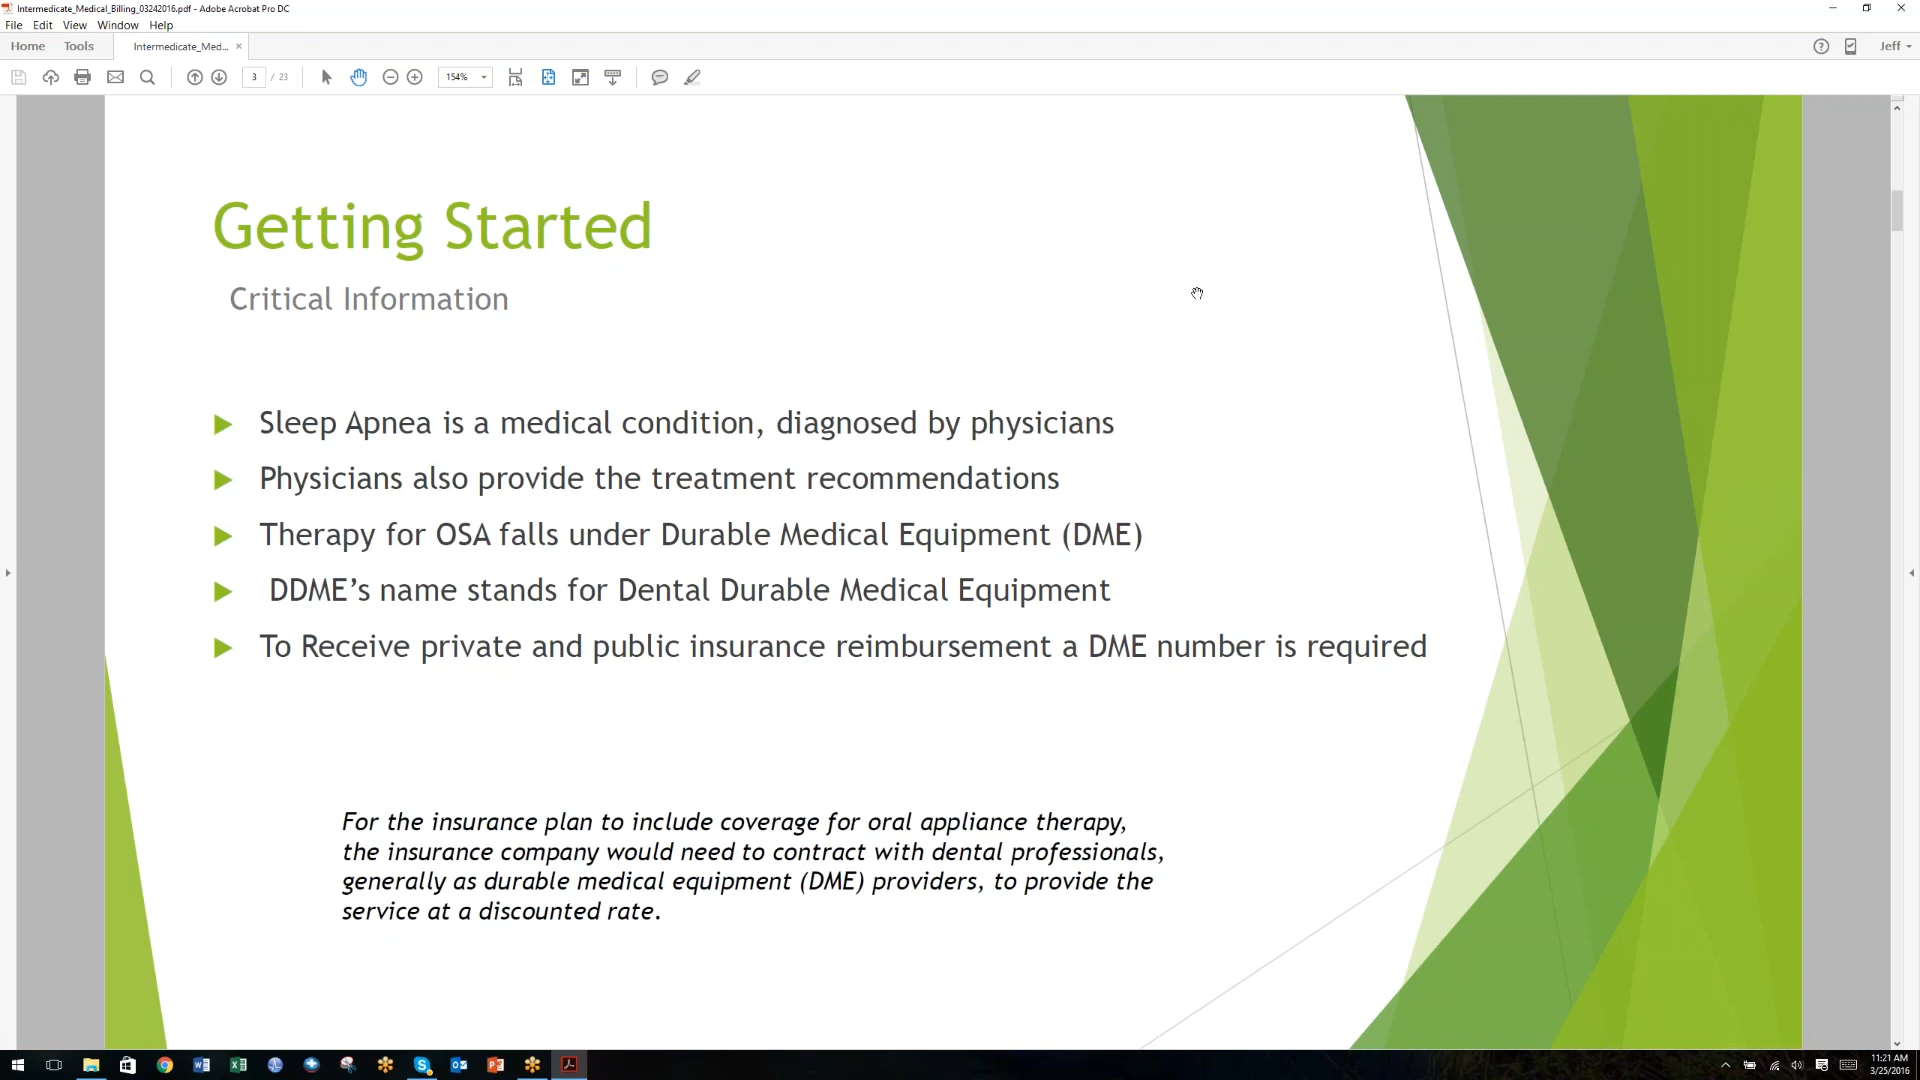 Intermedicate_Medical_Billing_03242016.pdf - Adobe Acrobat Pro DC
File Edit View Window Help
Home Tools Intermedicate_Med... × Jeff
3 / 23 154%
Getting Started
Critical Information
Sleep Apnea is a medical condition, diagnosed by physicians
Physicians also provide the treatment recommendations
Therapy for OSA falls under Durable Medical Equipment (DME)
DDME’s name stands for Dental Durable Medical Equipment
To Receive private and public insurance reimbursement a DME number is required
For the insurance plan to include coverage for oral appliance therapy,
the insurance company would need to contract with dental professionals,
generally as durable medical equipment (DME) providers, to provide the
service at a discounted rate.
11:21 AM
3/25/2016